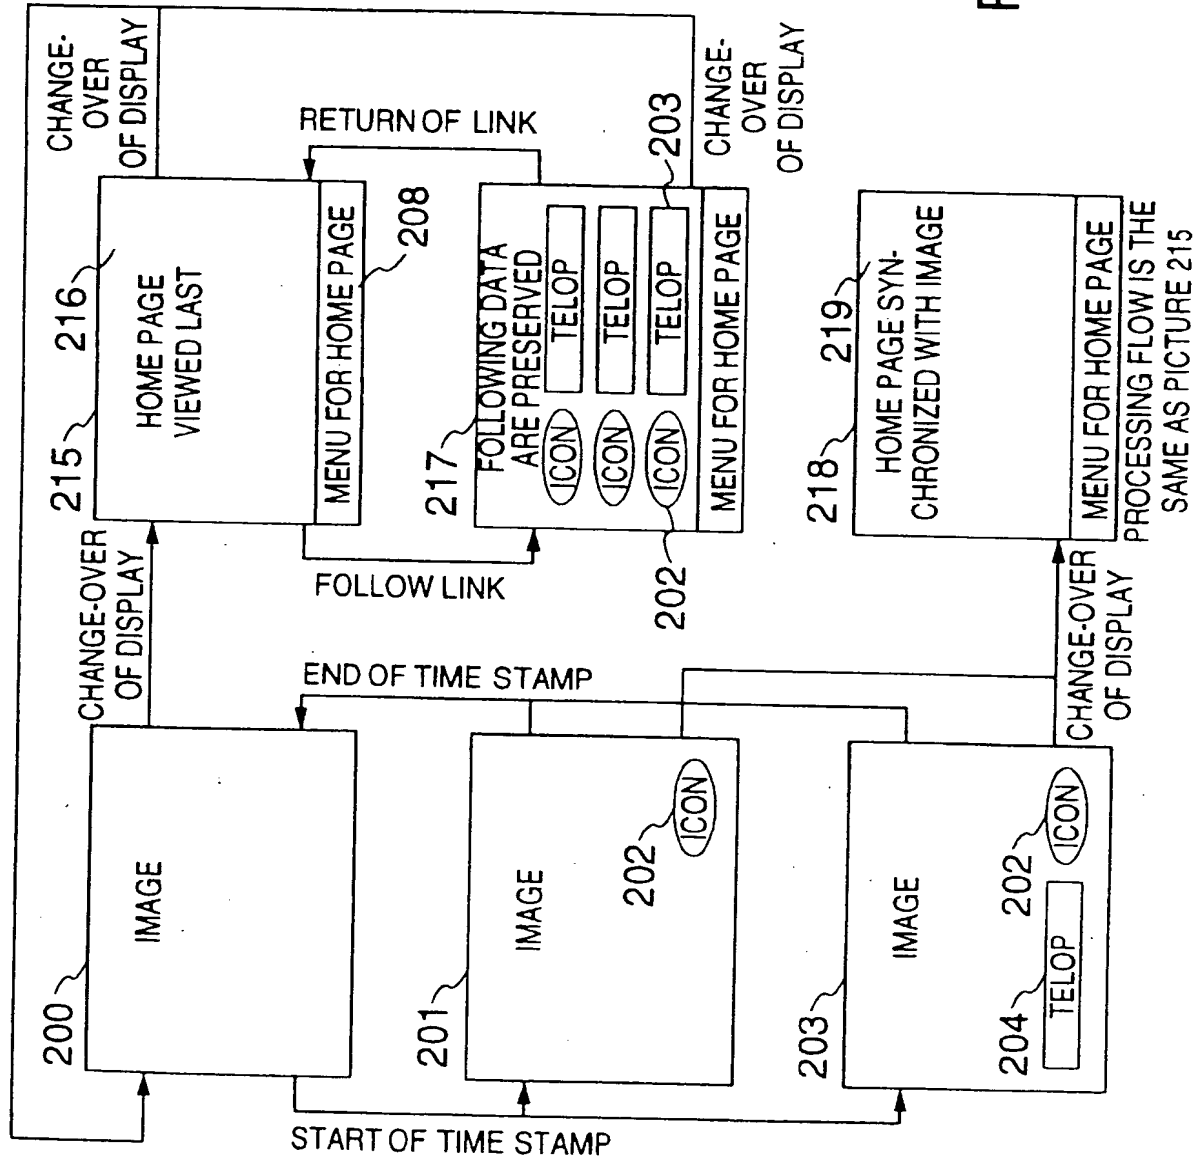 CHANGE-
OVER
OF DISPLAY
215
216
HOME PAGE
VIEWED LAST
MENU FOR HOME PAGE
208
RETURN OF LINK
FOLLOW LINK
217
FOLLOWING DATA
ARE PRESERVED
ICON
TELOP
ICON
TELOP
ICON
TELOP
203
202
MENU FOR HOME PAGE
CHANGE-
OVER
OF DISPLAY
218
219
HOME PAGE SYN-
CHRONIZED WITH IMAGE
MENU FOR HOME PAGE
PROCESSING FLOW IS THE
SAME AS PICTURE 215
CHANGE-OVER
OF DISPLAY
END OF TIME STAMP
CHANGE-OVER
OF DISPLAY
200
IMAGE
201
IMAGE
202
ICON
203
IMAGE
204
TELOP
202
ICON
START OF TIME STAMP